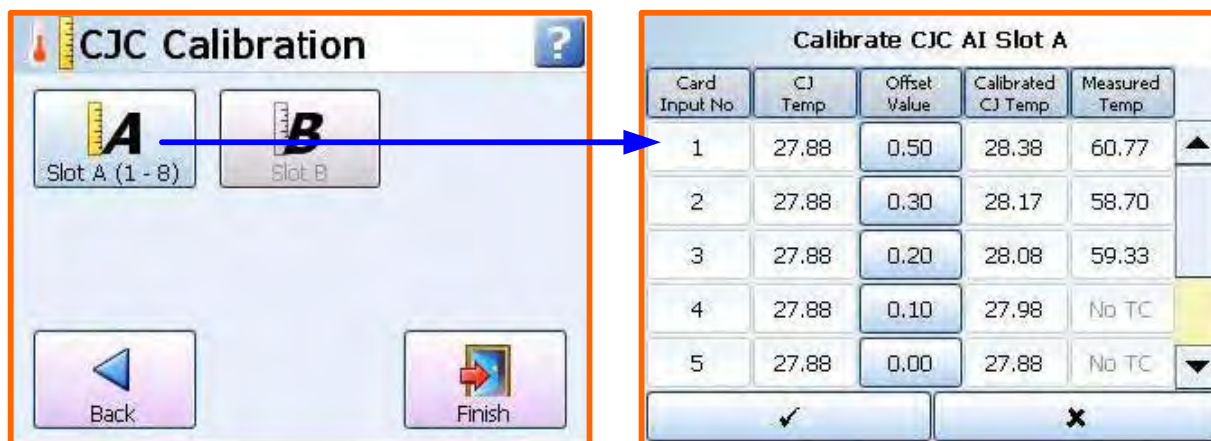 CJC Calibration
?
A
Slot A (1 - 8)
B
Slot B
Back
Finish
Calibrate CJC AI Slot A
Card Input No CJ Temp Offset Value Calibrated CJ Temp Measured Temp
1 27.88 0.50 28.38 60.77
2 27.88 0.30 28.17 58.70
3 27.88 0.20 28.08 59.33
4 27.88 0.10 27.98 No TC
5 27.88 0.00 27.88 No TC